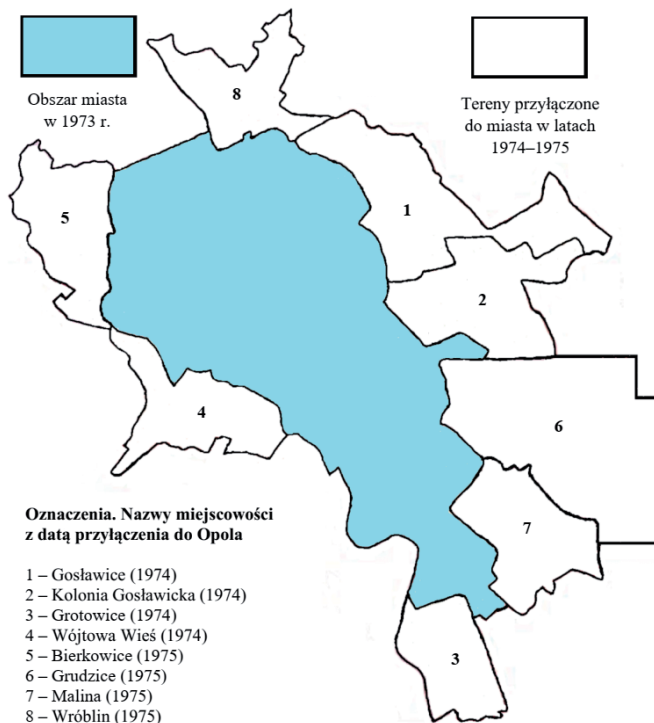 Obszar miasta
w 1973 r.
Tereny przyłączone
do miasta w latach
1974–1975
8
5
1
2
4
6
7
3
Oznaczenia. Nazwy miejscowości
z datą przyłączenia do Opola
1 – Gosławice (1974)
2 – Kolonia Gosławicka (1974)
3 – Grotowice (1974)
4 – Wójtowa Wieś (1974)
5 – Bierkowice (1975)
6 – Grudzice (1975)
7 – Malina (1975)
8 – Wróblin (1975)